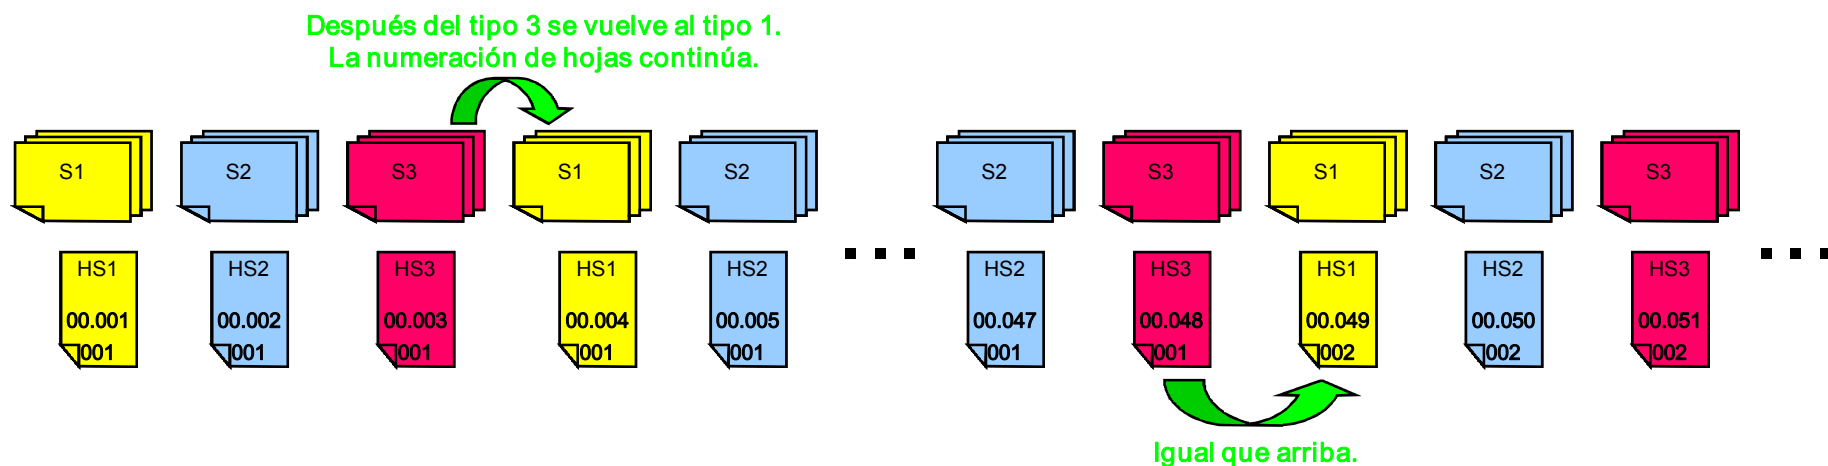 Después del tipo 3 se vuelve al tipo 1.
La numeración de hojas continúa.
S1 S2 S3 S1 S2 S2 S3 S1 S2 S3
HS1 HS2 HS3 HS1 HS2 HS2 HS3 HS1 HS2 HS3
00.001 00.002 00.003 00.004 00.005 00.047 00.048 00.049 00.050 00.051
001 001 001 001 001 001 001 002 002 002
Igual que arriba.